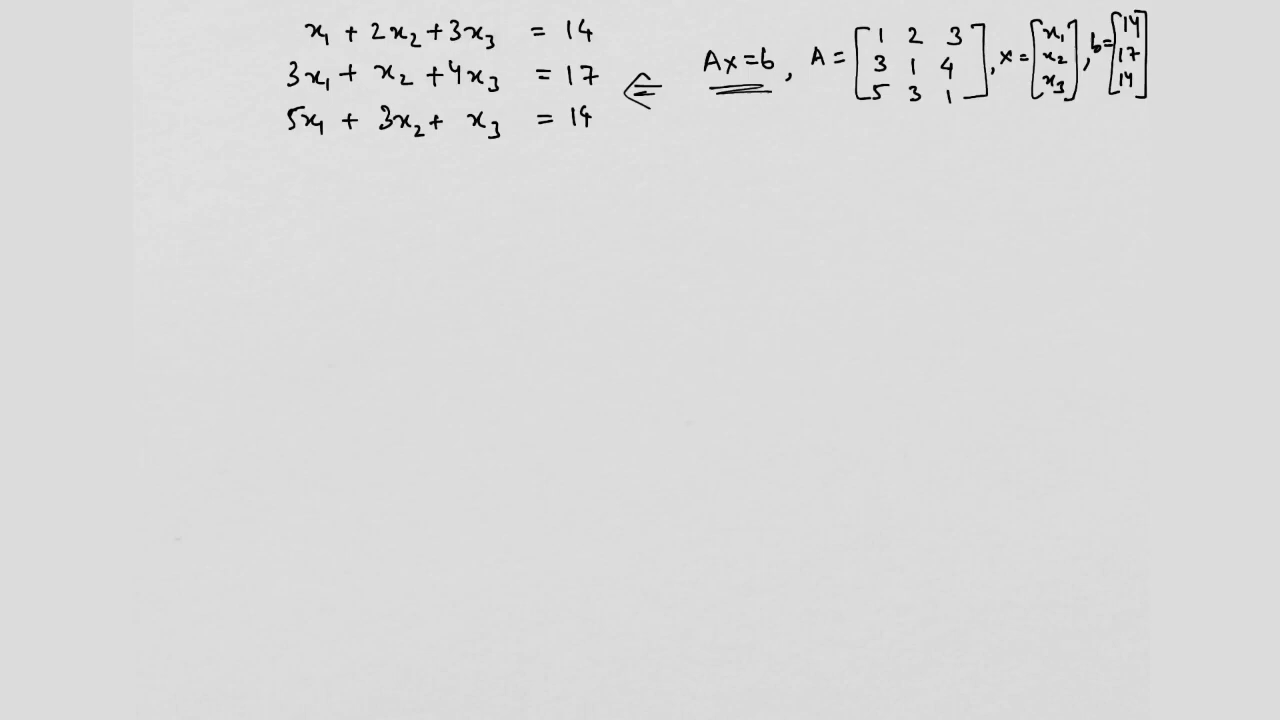 x₁ + 2x₂ + 3x₃ = 14
3x₁ + x₂ + 4x₃ = 17
5x₁ + 3x₂ + x₃ = 14
⇐ Ax = b, A = [1 2 3; 3 1 4; 5 3 1], x = [x₁; x₂; x₃], b = [14; 17; 14]